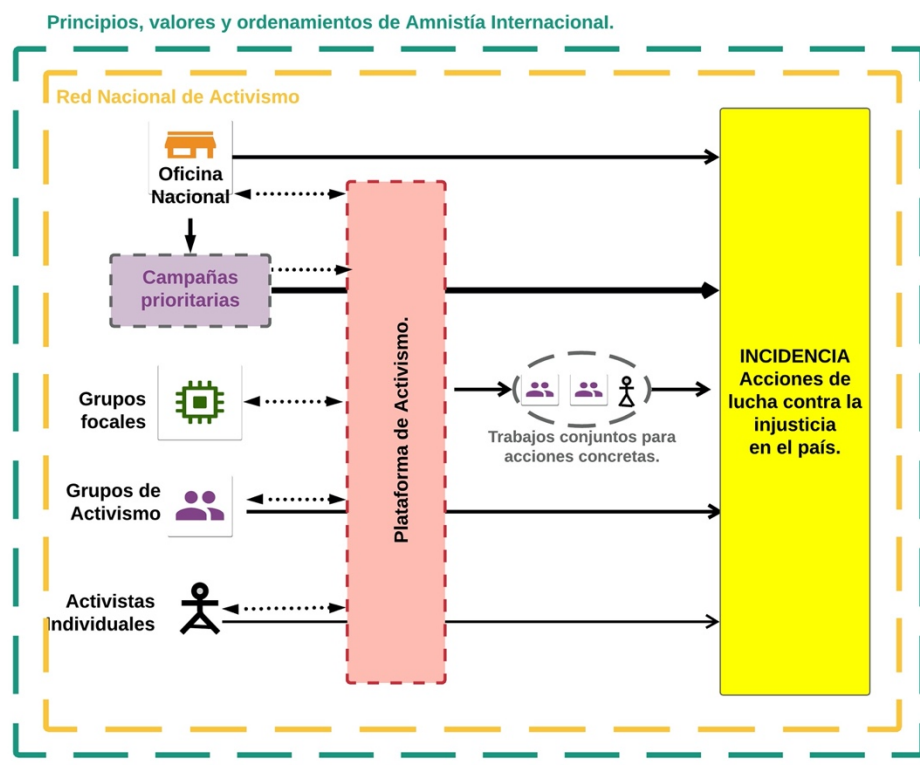 Principios, valores y ordenamientos de Amnistía Internacional.
Red Nacional de Activismo
Oficina
Nacional
Campañas
prioritarias
Grupos
focales
Grupos de
Activismo
Activistas
Individuales
Plataforma de Activismo.
Trabajos conjuntos para
acciones concretas.
INCIDENCIA
Acciones de
lucha contra la
injusticia
en el país.